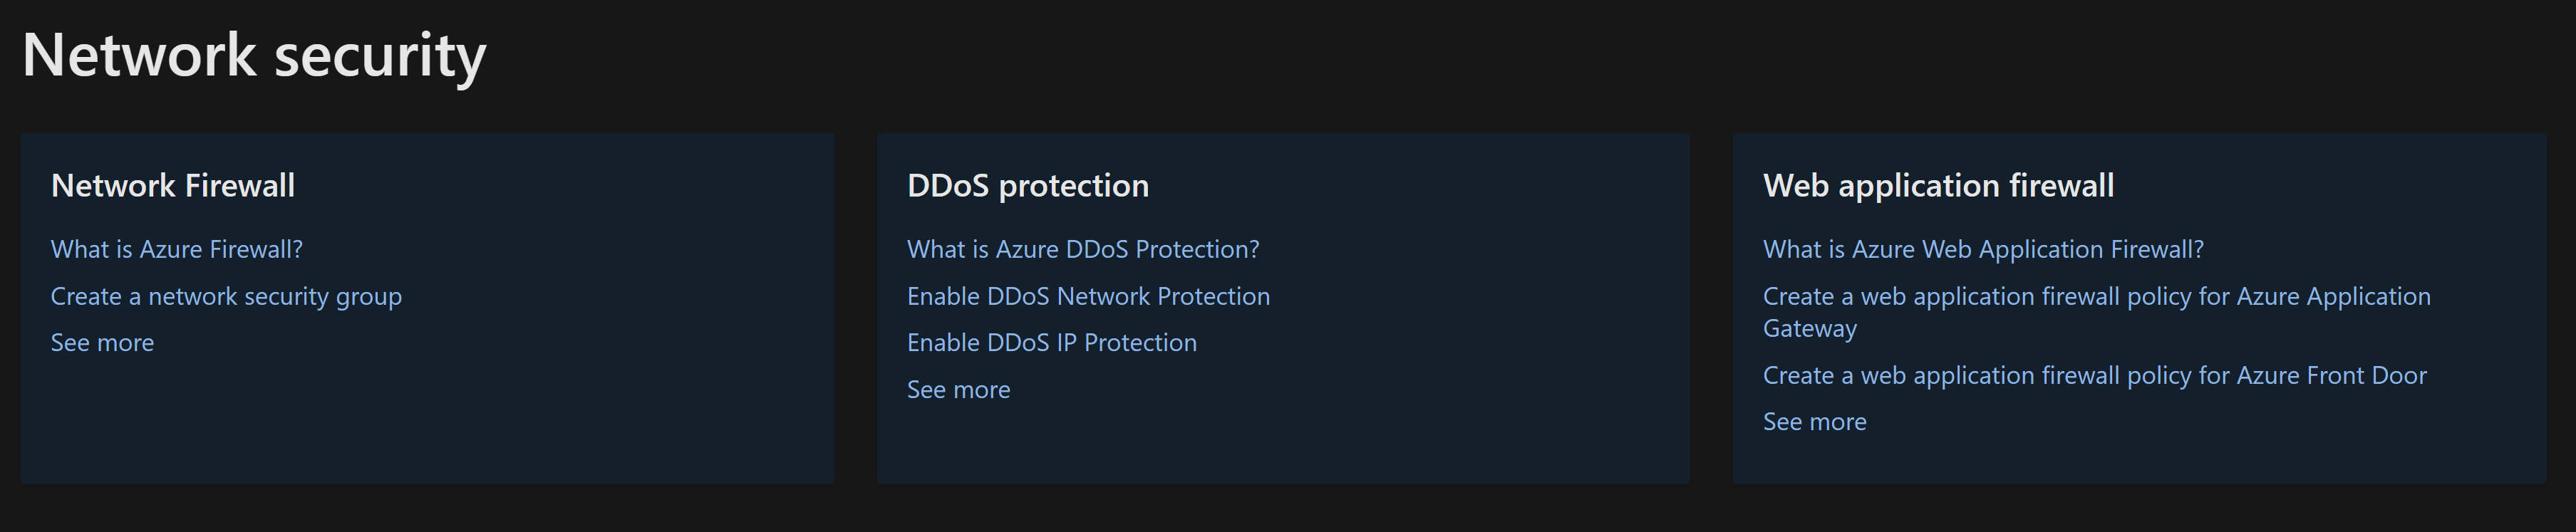 Network security
Network Firewall
What is Azure Firewall?
Create a network security group
See more
DDoS protection
What is Azure DDoS Protection?
Enable DDoS Network Protection
Enable DDoS IP Protection
See more
Web application firewall
What is Azure Web Application Firewall?
Create a web application firewall policy for Azure Application
Gateway
Create a web application firewall policy for Azure Front Door
See more